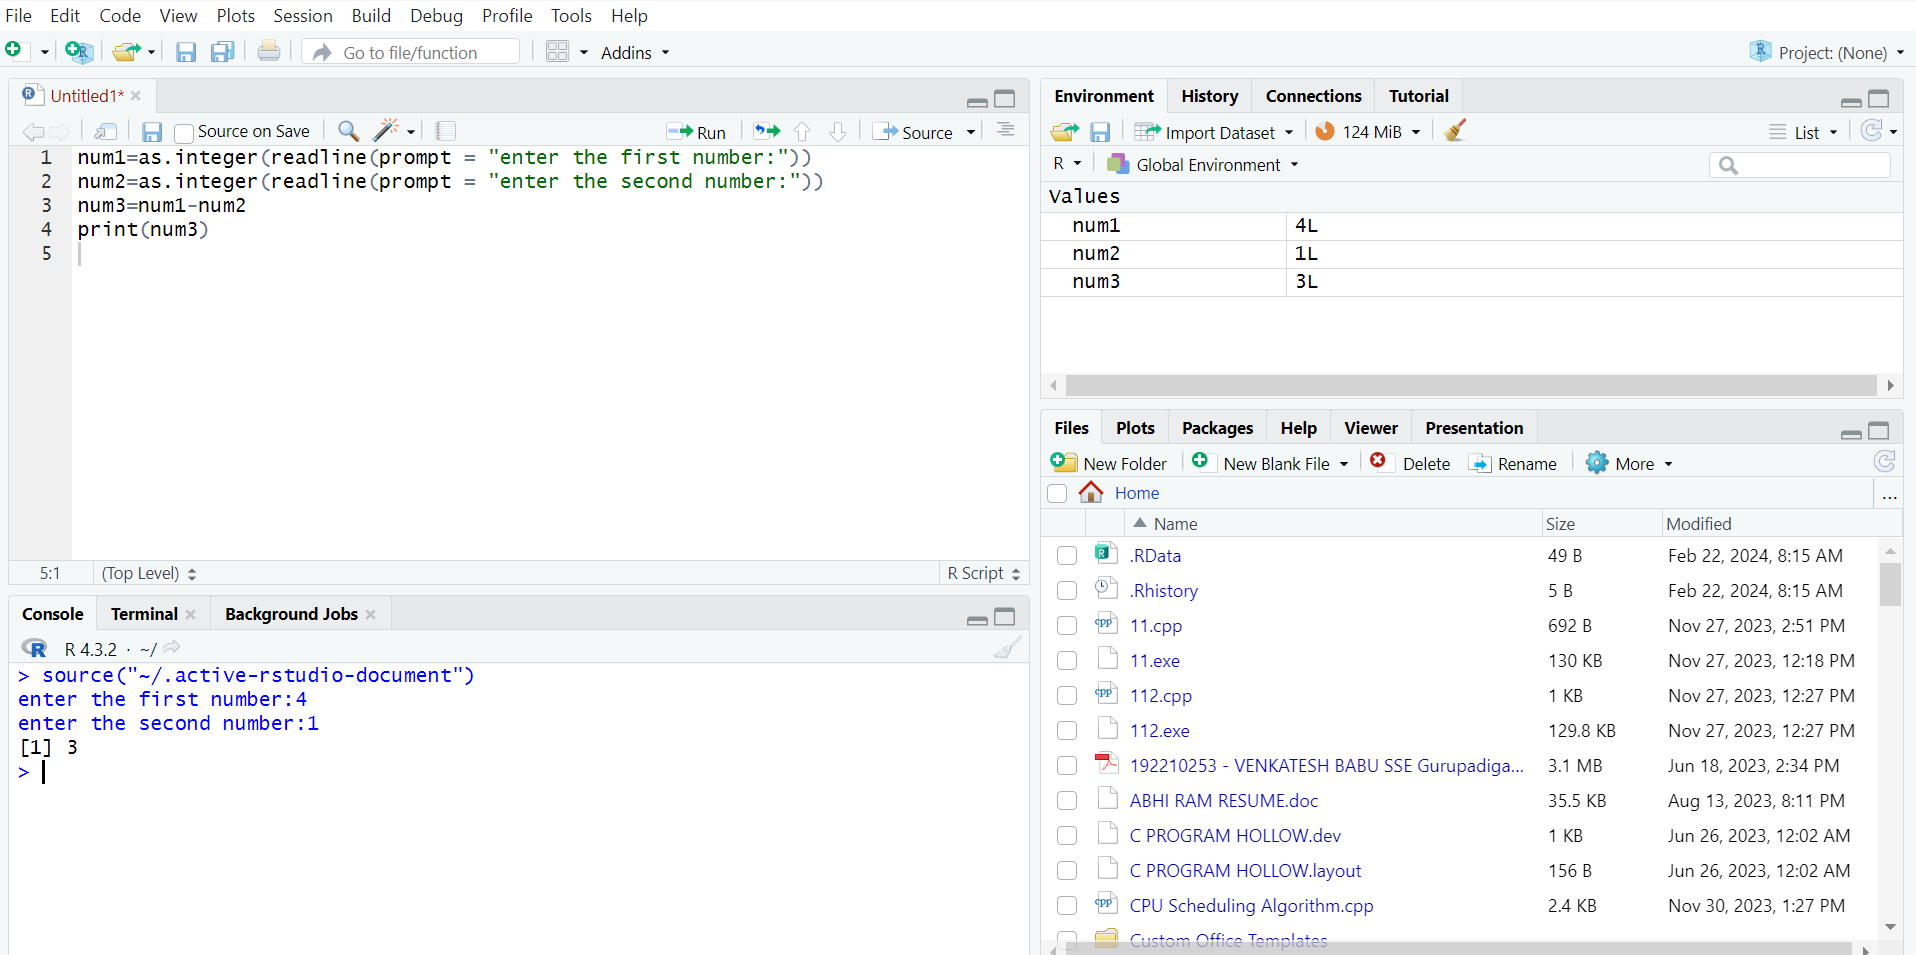 File Edit Code View Plots Session Build Debug Profile Tools Help
Go to file/function Addins Project: (None)
Untitled1*
Source on Save Run Source
1 num1=as.integer(readline(prompt = "enter the first number:"))
2 num2=as.integer(readline(prompt = "enter the second number:"))
3 num3=num1-num2
4 print(num3)
5
5:1 (Top Level) R Script
Console Terminal Background Jobs
R 4.3.2 · ~/
> source("~/.active-rstudio-document")
enter the first number:4
enter the second number:1
[1] 3
>
Environment History Connections Tutorial
Import Dataset 124 MiB List
R Global Environment
Values
num1 4L
num2 1L
num3 3L
Files Plots Packages Help Viewer Presentation
New Folder New Blank File Delete Rename More
Home ...
Name Size Modified
.RData 49 B Feb 22, 2024, 8:15 AM
.Rhistory 5 B Feb 22, 2024, 8:15 AM
11.cpp 692 B Nov 27, 2023, 2:51 PM
11.exe 130 KB Nov 27, 2023, 12:18 PM
112.cpp 1 KB Nov 27, 2023, 12:27 PM
112.exe 129.8 KB Nov 27, 2023, 12:27 PM
192210253 - VENKATESH BABU SSE Gurupadiga... 3.1 MB Jun 18, 2023, 2:34 PM
ABHI RAM RESUME.doc 35.5 KB Aug 13, 2023, 8:11 PM
C PROGRAM HOLLOW.dev 1 KB Jun 26, 2023, 12:02 AM
C PROGRAM HOLLOW.layout 156 B Jun 26, 2023, 12:02 AM
CPU Scheduling Algorithm.cpp 2.4 KB Nov 30, 2023, 1:27 PM
Custom Office Templates